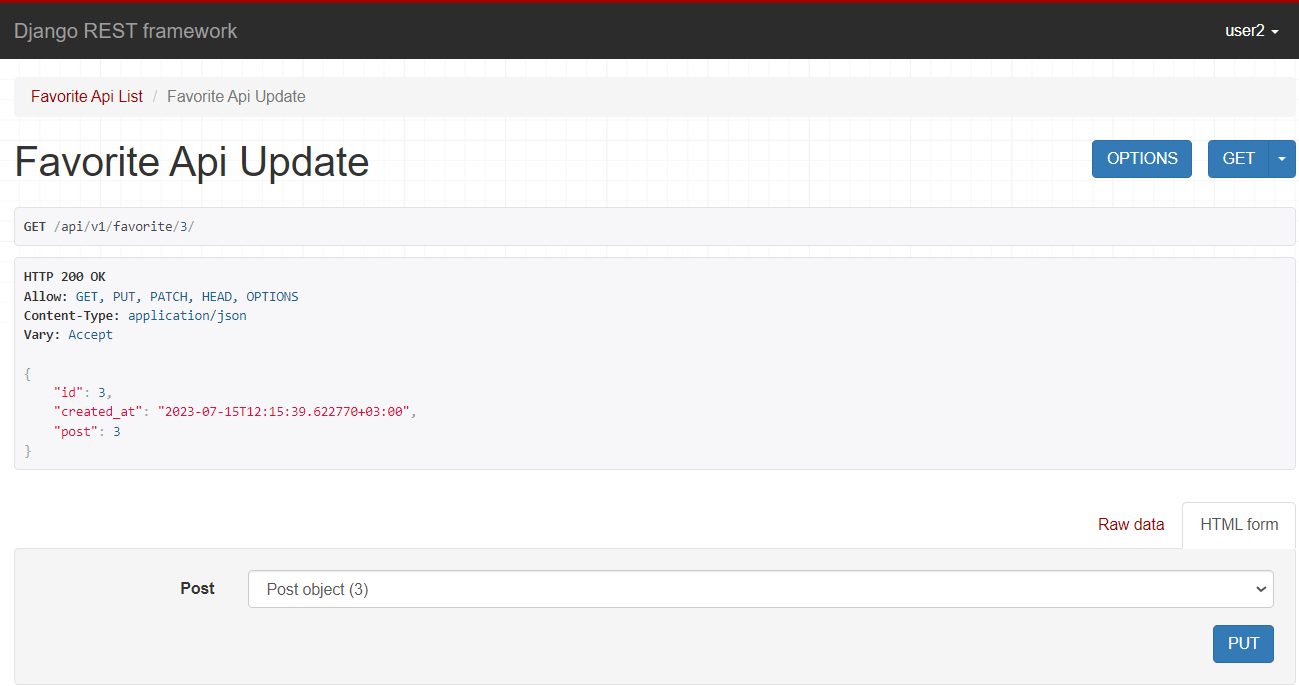 Django REST framework user2
Favorite Api List / Favorite Api Update
Favorite Api Update OPTIONS GET
GET /api/v1/favorite/3/
HTTP 200 OK
Allow: GET, PUT, PATCH, HEAD, OPTIONS
Content-Type: application/json
Vary: Accept
{
    "id": 3,
    "created_at": "2023-07-15T12:15:39.622770+03:00",
    "post": 3
}
Raw data HTML form
Post Post object (3)
PUT